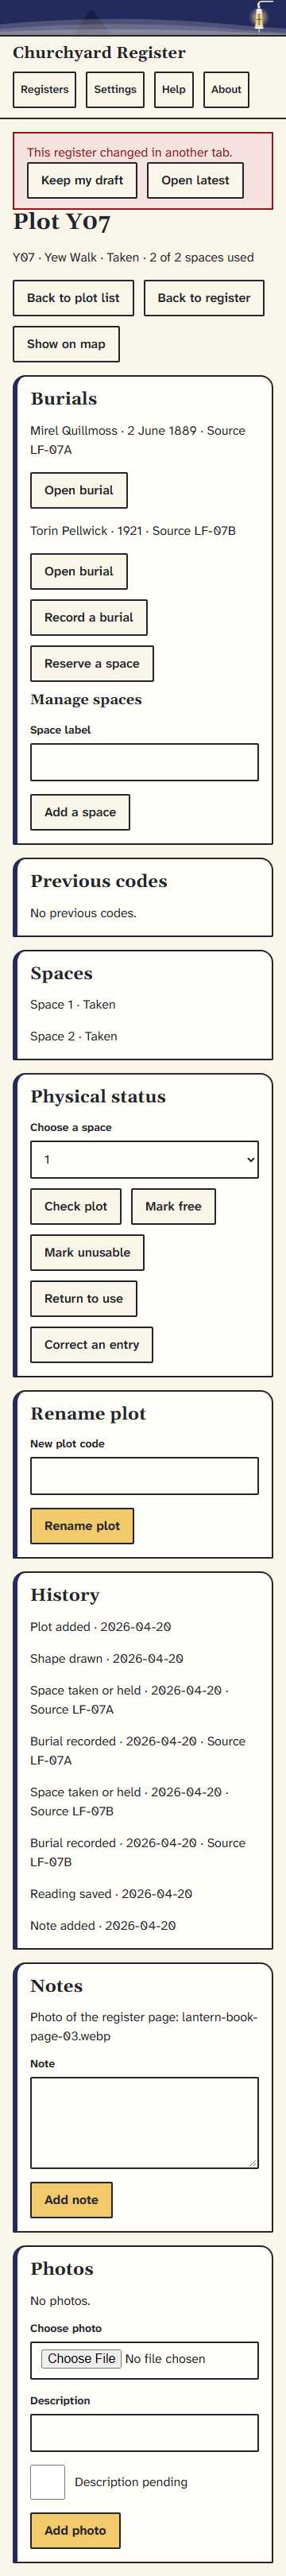 Churchyard Register
Registers
Settings
Help
About
This register changed in another tab.
Keep my draft
Open latest
Plot Y07
Y07 · Yew Walk · Taken · 2 of 2 spaces used
Back to plot list
Back to register
Show on map
Burials
Mirel Quillmoss · 2 June 1889 · Source
LF-07A
Open burial
Torin Pellwick · 1921 · Source LF-07B
Open burial
Record a burial
Reserve a space
Manage spaces
Space label
Add a space
Previous codes
No previous codes.
Spaces
Space 1 · Taken
Space 2 · Taken
Physical status
Choose a space
1
Check plot
Mark free
Mark unusable
Return to use
Correct an entry
Rename plot
New plot code
Rename plot
History
Plot added · 2026-04-20
Shape drawn · 2026-04-20
Space taken or held · 2026-04-20 ·
Source LF-07A
Burial recorded · 2026-04-20 · Source
LF-07A
Space taken or held · 2026-04-20 ·
Source LF-07B
Burial recorded · 2026-04-20 · Source
LF-07B
Reading saved · 2026-04-20
Note added · 2026-04-20
Notes
Photo of the register page: lantern-book-
page-03.webp
Note
Add note
Photos
No photos.
Choose photo
Choose File No file chosen
Description
Description pending
Add photo